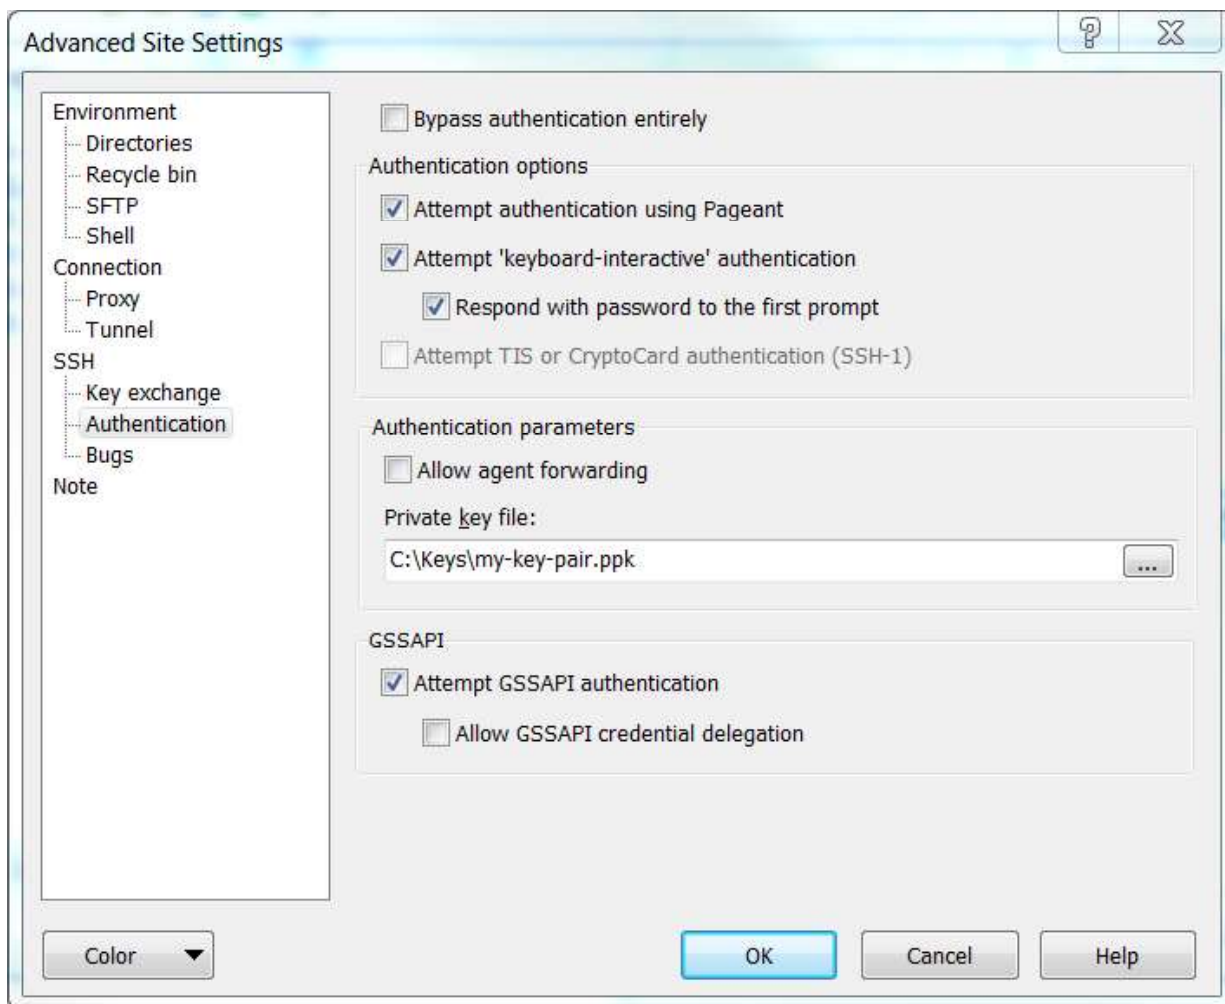 Advanced Site Settings
Environment
Directories
Recycle bin
SFTP
Shell
Connection
Proxy
Tunnel
SSH
Key exchange
Authentication
Bugs
Note
Bypass authentication entirely
Authentication options
Attempt authentication using Pageant
Attempt 'keyboard-interactive' authentication
Respond with password to the first prompt
Attempt TIS or CryptoCard authentication (SSH-1)
Authentication parameters
Allow agent forwarding
Private key file:
C:\Keys\my-key-pair.ppk
...
GSSAPI
Attempt GSSAPI authentication
Allow GSSAPI credential delegation
Color
OK
Cancel
Help